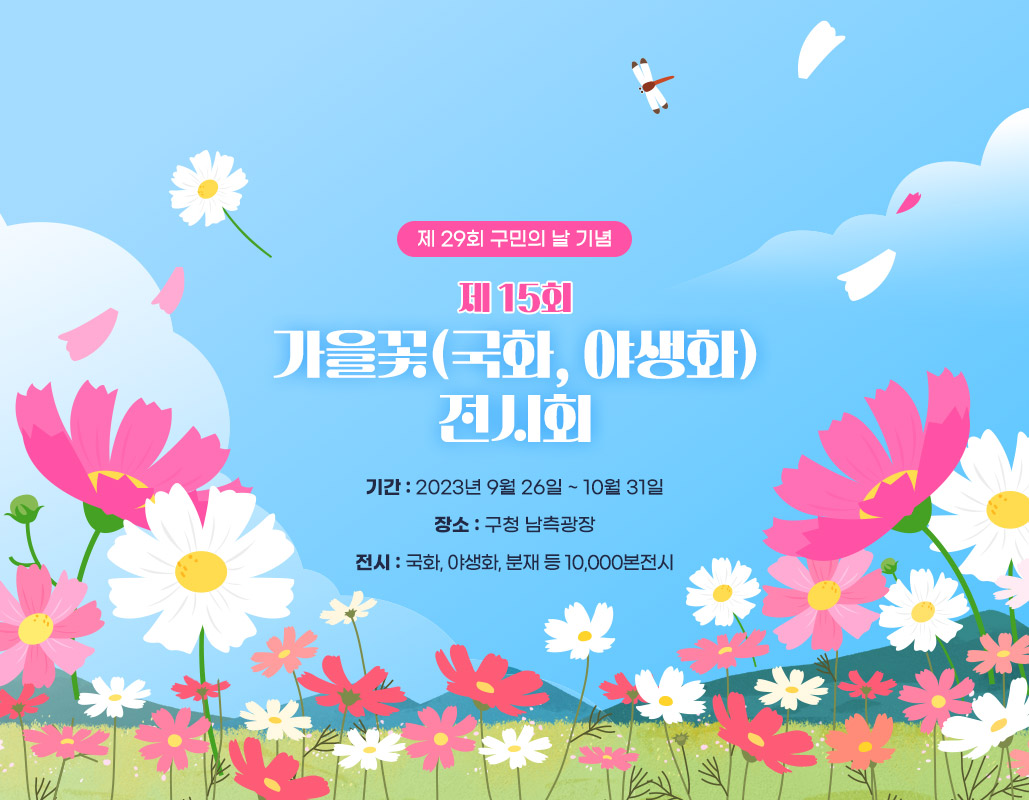 제 29회 구민의 날 기념
제 15회
가을꽃(국화, 야생화)
전시회
기간 : 2023년 9월 26일 ~ 10월 31일
장소 : 구청 남측광장
전시 : 국화, 야생화, 분재 등 10,000본전시